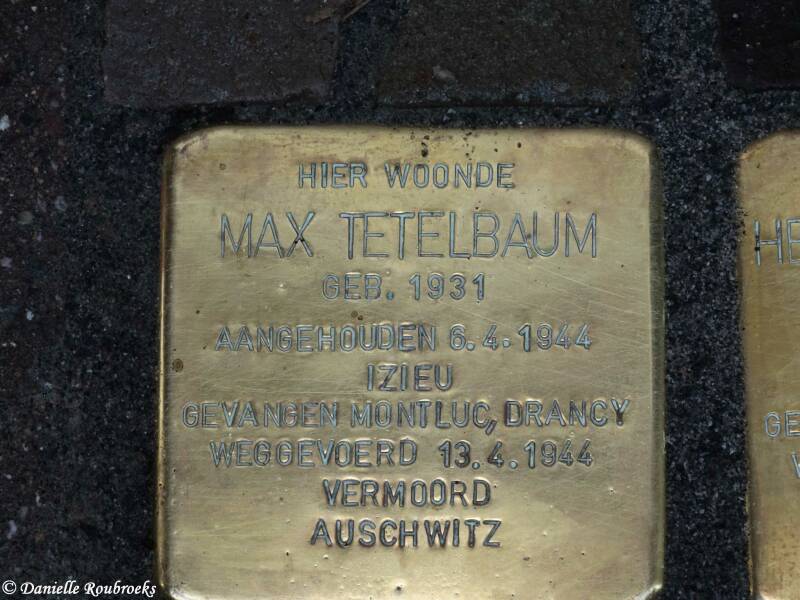 HIER WOONDE
MAX TETELBAUM
GEB. 1931
AANGEHOUDEN 6.4.1944
IZIEU
GEVANGEN MONTLUC, DRANCY
WEGGEVOERD 13.4.1944
VERMOORD
AUSCHWITZ
© Danielle Roubroeks